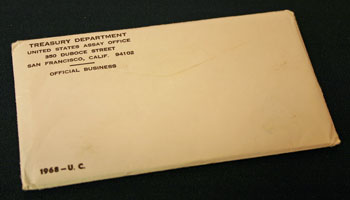 TREASURY DEPARTMENT
UNITED STATES ASSAY OFFICE
350 DUBOCE STREET
SAN FRANCISCO, CALIF. 94102
OFFICIAL BUSINESS
1968-U. C.